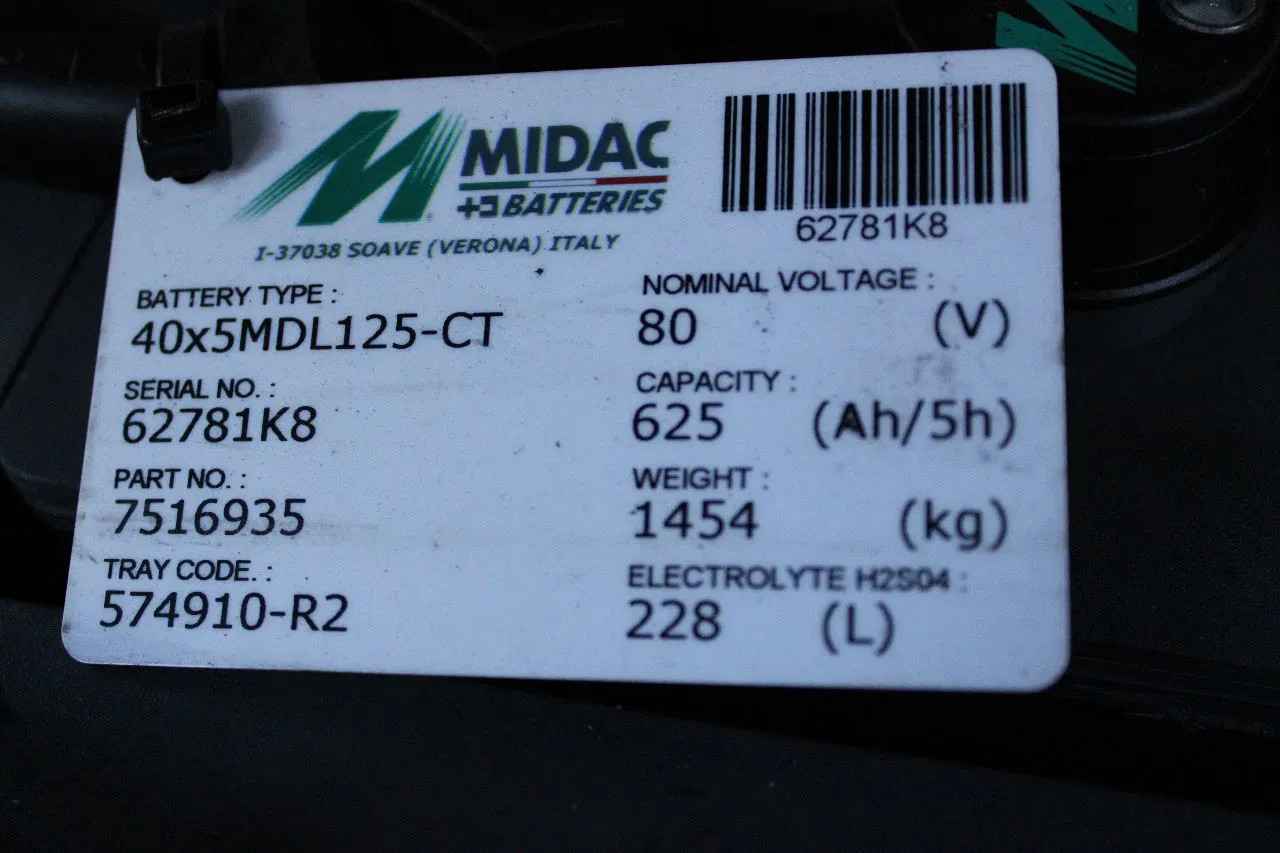 MIDAC
BATTERIES
I-37038 SOAVE (VERONA) ITALY
62781K8
BATTERY TYPE :
40x5MDL125-CT
SERIAL NO. :
62781K8
PART NO. :
7516935
TRAY CODE. :
574910-R2
NOMINAL VOLTAGE :
80 (V)
CAPACITY :
625 (Ah/5h)
WEIGHT :
1454 (kg)
ELECTROLYTE H2S04 :
228 (L)